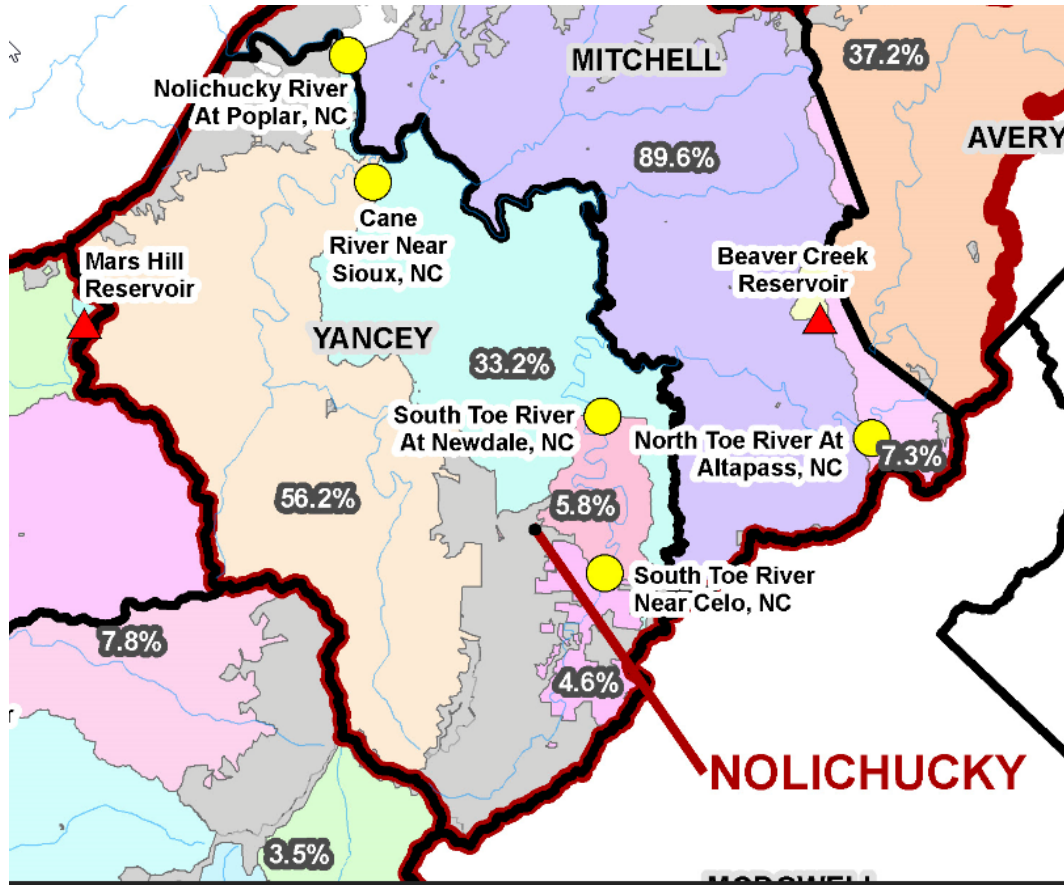 MITCHELL
37.2%
Nolichucky River
At Poplar, NC
AVERY
89.6%
Cane
River Near
Sioux, NC
Mars Hill
Reservoir
Beaver Creek
Reservoir
YANCEY
33.2%
South Toe River
At Newdale, NC
North Toe River At
Altapass, NC
7.3%
56.2%
5.8%
South Toe River
Near Celo, NC
7.8%
4.6%
r
NOLICHUCKY
3.5%